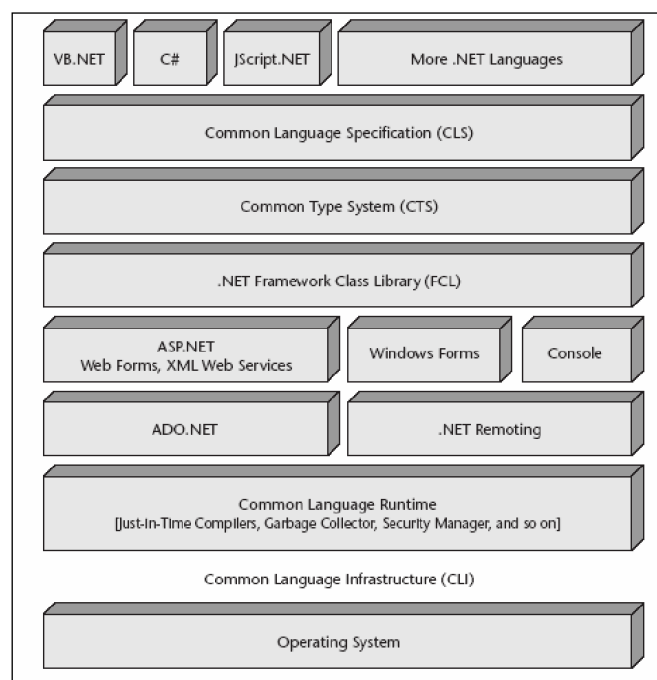 VB.NET
C#
JScript.NET
More .NET Languages
Common Language Specification (CLS)
Common Type System (CTS)
.NET Framework Class Library (FCL)
ASP.NET
Web Forms, XML Web Services
Windows Forms
Console
ADO.NET
.NET Remoting
Common Language Runtime
[Just-in-Time Compilers, Garbage Collector, Security Manager, and so on]
Common Language Infrastructure (CLI)
Operating System